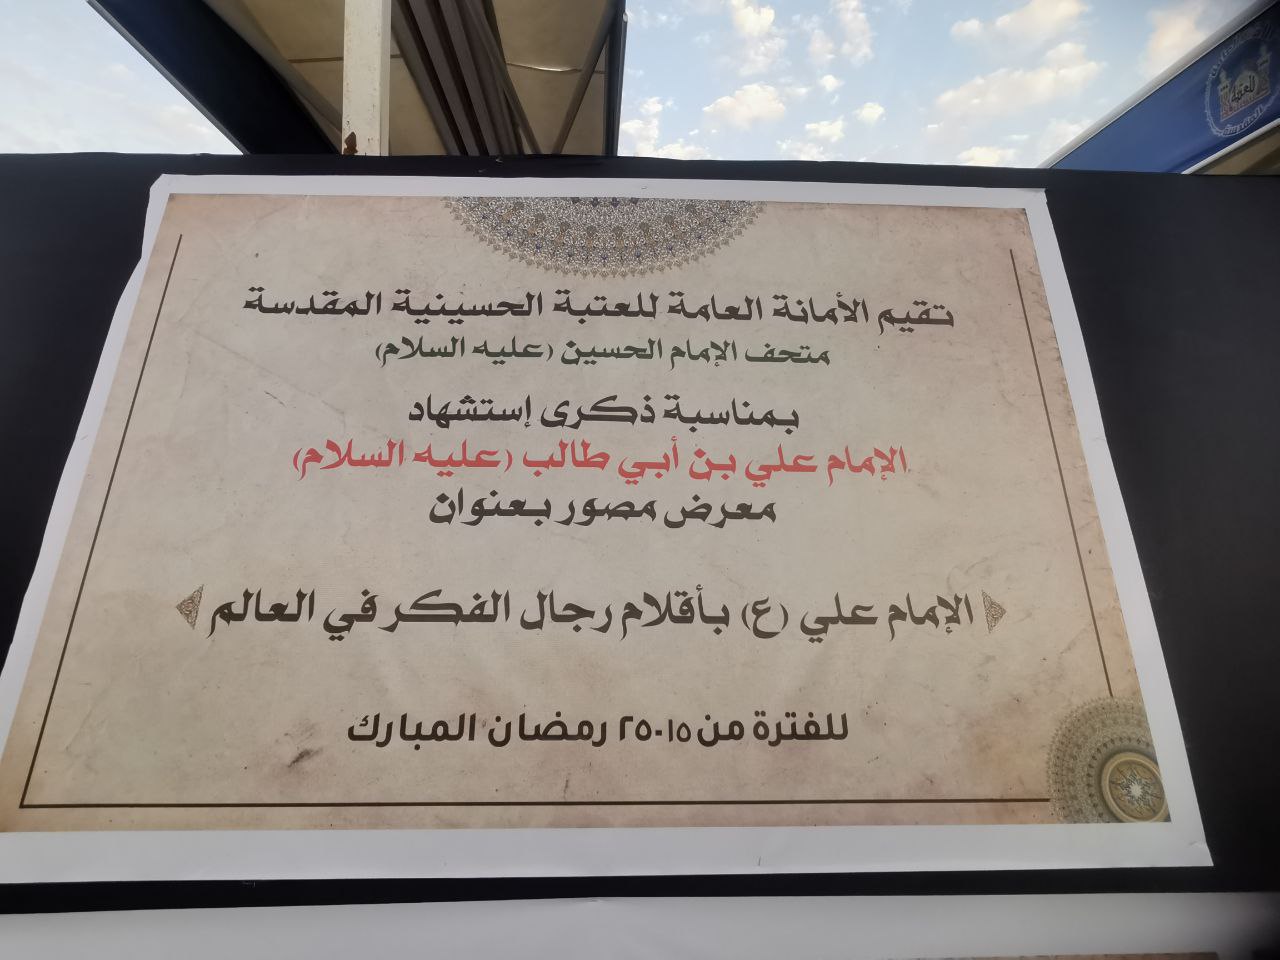 تقيم الأمانة العامة للعتبة الحسينية المقدسة
متحف الإمام الحسين (عليه السلام)
بمناسبة ذكرى إستشهاد
الإمام علي بن أبي طالب (عليه السلام)
معرض مصور بعنوان
الإمام علي (ع) بأقلام رجال الفكر في العالم
للفترة من ١٥-٢٥ رمضان المبارك